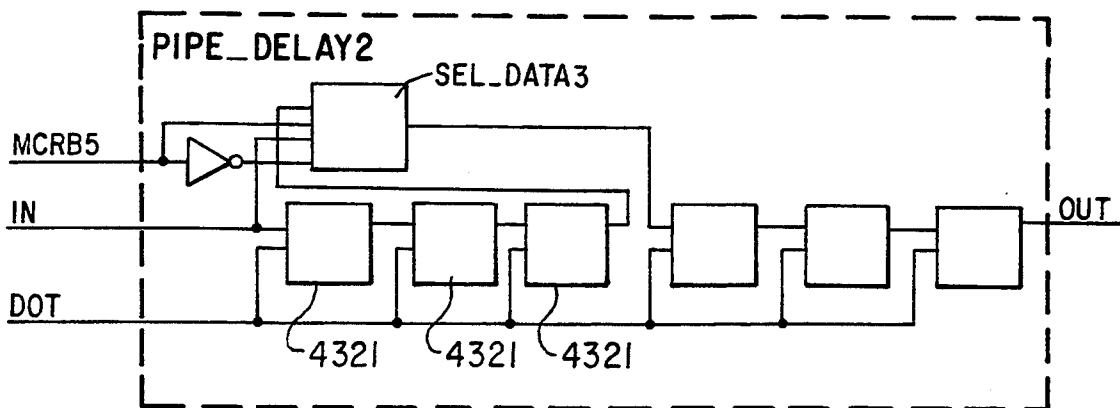 PIPE_DELAY2
SEL_DATA3
MCRB5
IN
OUT
DOT
4321
4321
4321